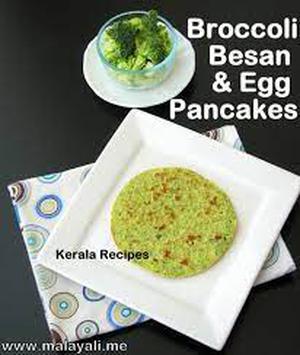 Broccoli
Besan
& Egg
Pancakes
Kerala Recipes
www.malayali.me